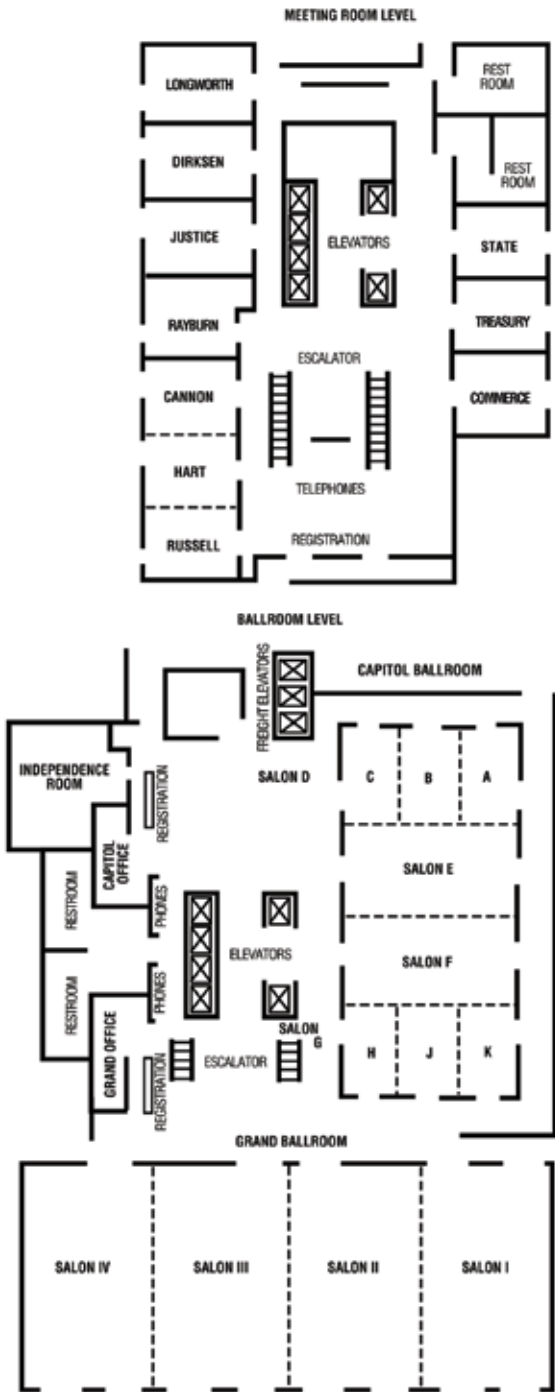 MEETING ROOM LEVEL
LONGWORTH
REST
ROOM
DIRKSEN
REST
ROOM
JUSTICE
ELEVATORS
STATE
RAYBURN
TREASURY
ESCALATOR
CANNON
COMMERCE
HART
TELEPHONES
RUSSELL
REGISTRATION
BALLROOM LEVEL
FREIGHT ELEVATORS
CAPITOL BALLROOM
INDEPENDENCE
ROOM
REGISTRATION
SALON D
C
B
A
CAPITOL
OFFICE
SALON E
RESTROOM
PHONES
ELEVATORS
SALON F
RESTROOM
PHONES
SALON
G
GRAND OFFICE
REGISTRATION
ESCALATOR
H
J
K
GRAND BALLROOM
SALON IV
SALON III
SALON II
SALON I